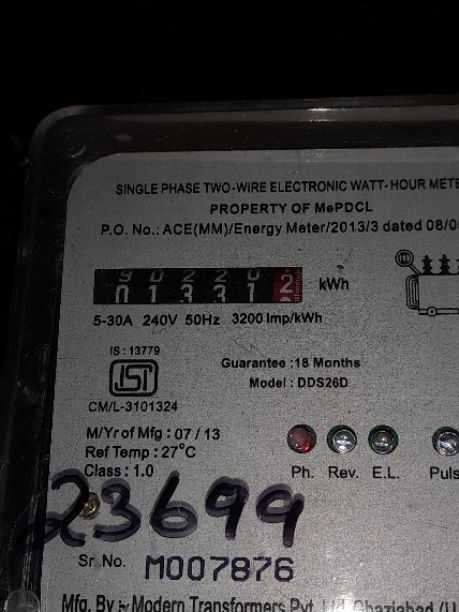 SINGLE PHASE TWO-WIRE ELECTRONIC WATT-HOUR METE
PROPERTY OF MePDCL
P.O. No.: ACE(MM)/Energy Meter/2013/3 dated 08/0
kWh
5-30A 240V 50Hz 3200 Imp/kWh
IS : 13779
ISI
CM/L-3101324
Guarantee :18 Months
Model : DDS26D
M/Yr of Mfg : 07 / 13
Ref Temp : 27°C
Class : 1.0
Ph. Rev. E.L. Puls
23699
Sr. No. M007876
Mfg. By :- Modern Transformers Pvt. Ltd. Ghaziabad